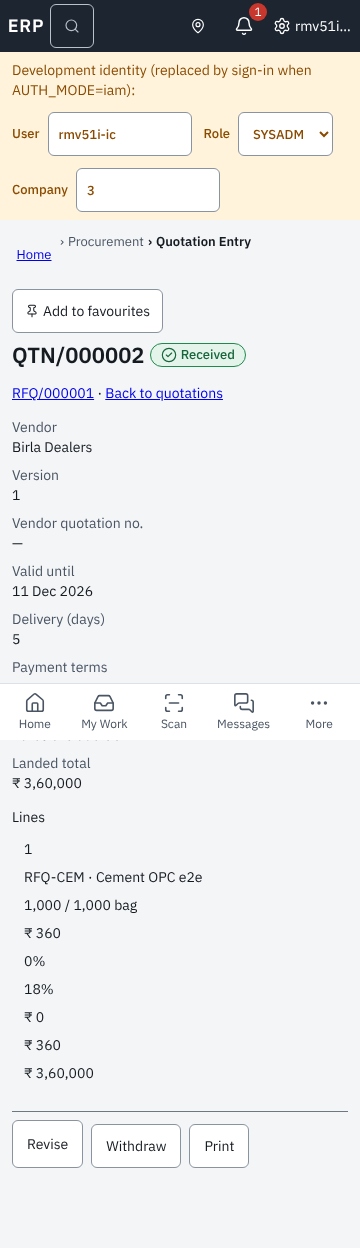 ERP
1
rmv51i...
Development identity (replaced by sign-in when
AUTH_MODE=iam):
User rmv51i-ic Role SYSADM
Company 3
Home › Procurement › Quotation Entry
Add to favourites
QTN/000002 Received
RFQ/000001 · Back to quotations
Vendor
Birla Dealers
Version
1
Vendor quotation no.
—
Valid until
11 Dec 2026
Delivery (days)
5
Payment terms
Home My Work Scan Messages More
Landed total
₹ 3,60,000
Lines
1
RFQ-CEM · Cement OPC e2e
1,000 / 1,000 bag
₹ 360
0%
18%
₹ 0
₹ 360
₹ 3,60,000
Revise Withdraw Print